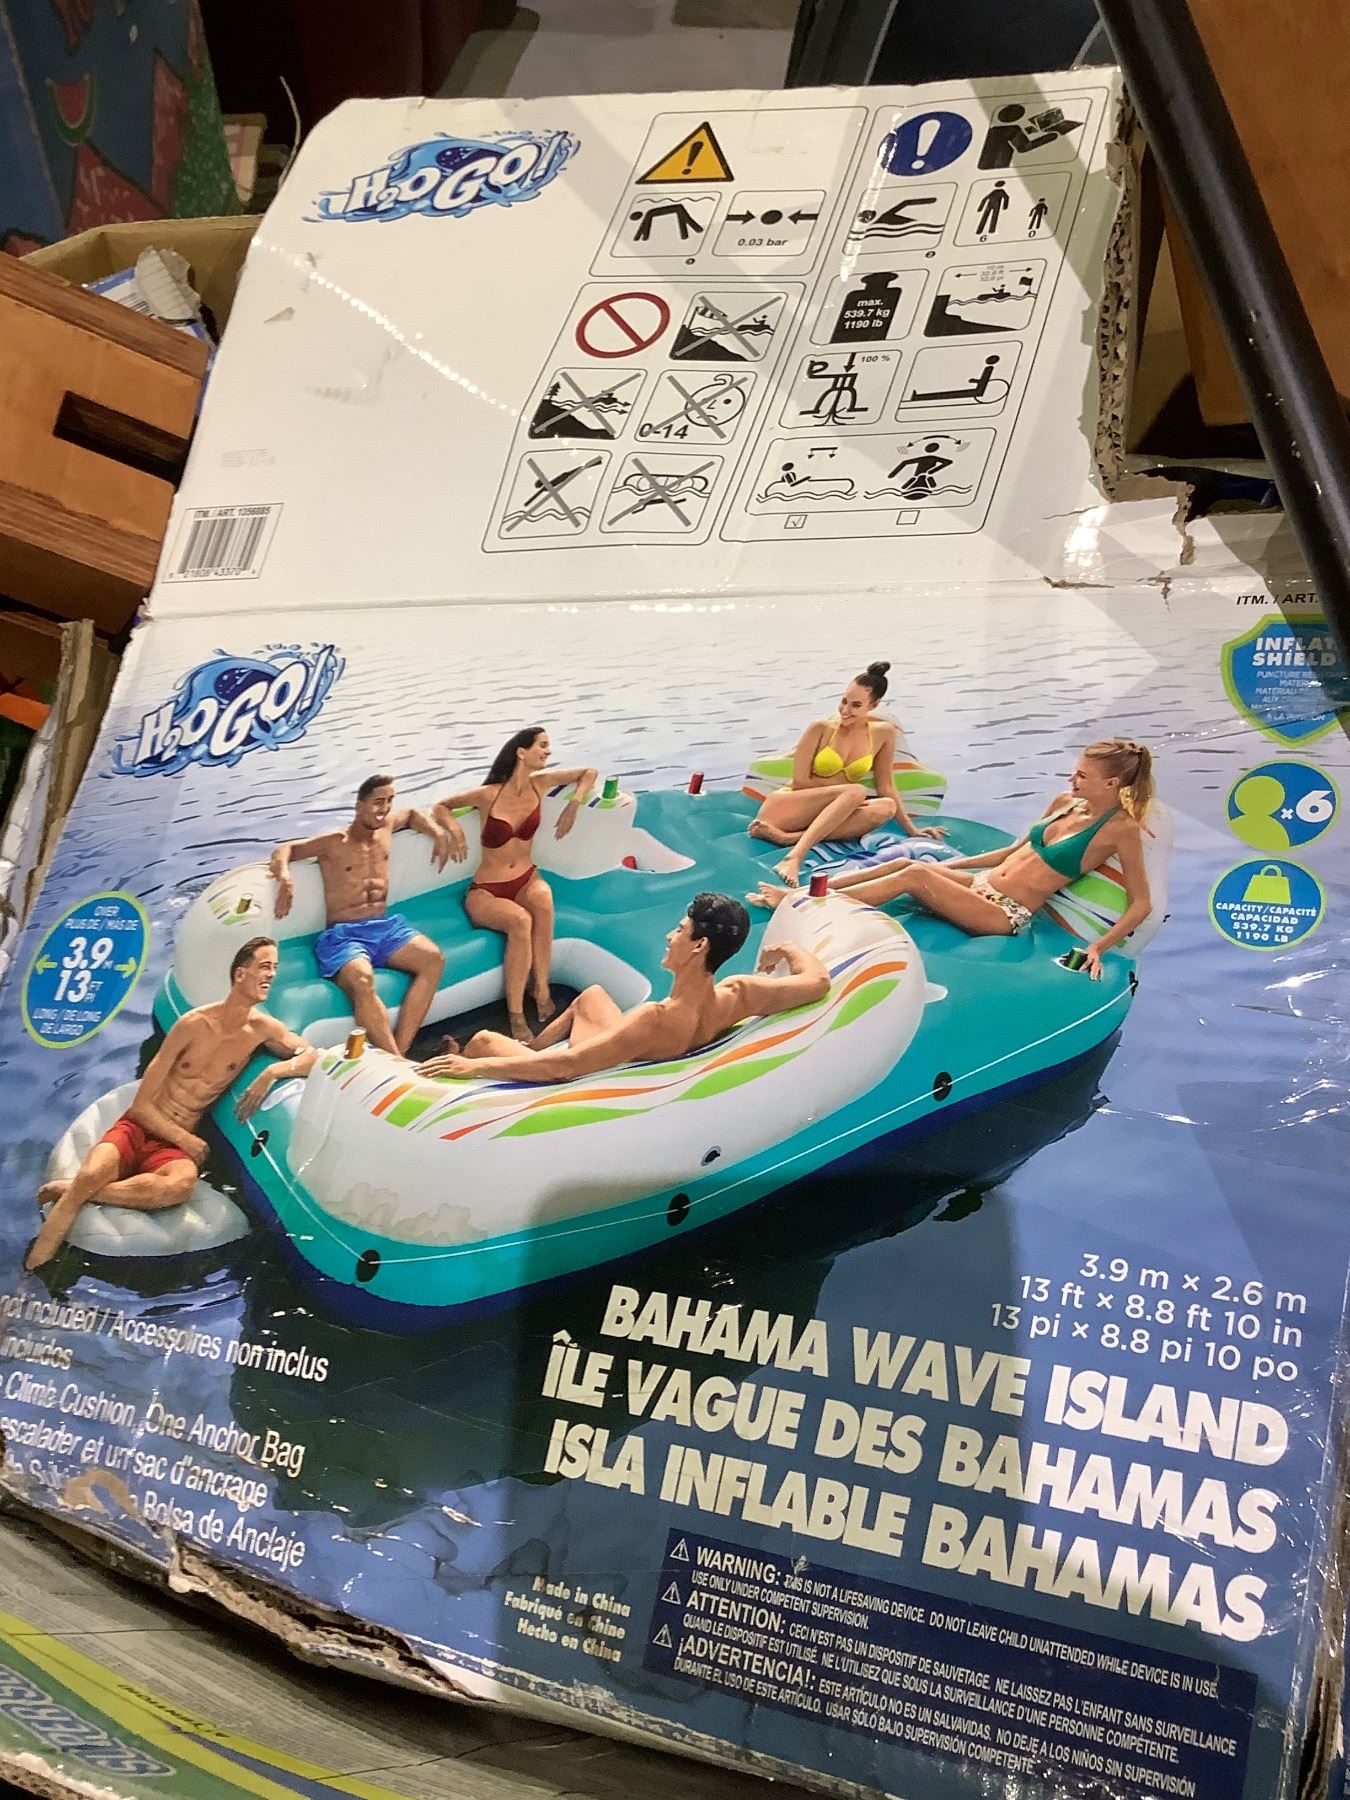 H2OGO!
0.03 bar
6 0
max.
539.7 kg
1190 lb
100 %
0-14
ITM. / ART. 1356885
ITM. / ART.
H2OGO!
INFLAT
SHIELD
×6
CAPACITY/CAPACITÉ
CAPACIDAD
539.7 KG
1190 LB
OVER
PLUS DE / MÁS DE
3.9 M
13 FT
PI
LONG / DE LONG
DE LARGO
3.9 m × 2.6 m
13 ft × 8.8 ft 10 in
13 pi × 8.8 pi 10 po
BAHAMA WAVE ISLAND
ÎLE VAGUE DES BAHAMAS
ISLA INFLABLE BAHAMAS
not included / Accessoires non inclus
incluidos
Climb Cushion, One Anchor Bag
escalader et un sac d'ancrage
Bolsa de Anclaje
Made in China
Fabriqué en Chine
Hecho en China
WARNING: THIS IS NOT A LIFESAVING DEVICE. DO NOT LEAVE CHILD UNATTENDED WHILE DEVICE IS IN USE.
USE ONLY UNDER COMPETENT SUPERVISION.
ATTENTION: CECI N'EST PAS UN DISPOSITIF DE SAUVETAGE. NE LAISSEZ PAS L'ENFANT SANS SURVEILLANCE
QUAND LE DISPOSITIF EST UTILISÉ. NE L'UTILISEZ QUE SOUS LA SURVEILLANCE D'UNE PERSONNE COMPÉTENTE.
¡ADVERTENCIA!: ESTE ARTÍCULO NO ES UN SALVAVIDAS. NO DEJE A LOS NIÑOS SIN SUPERVISIÓN
DURANTE EL USO DE ESTE ARTÍCULO. USAR SÓLO BAJO SUPERVISIÓN COMPETENTE.